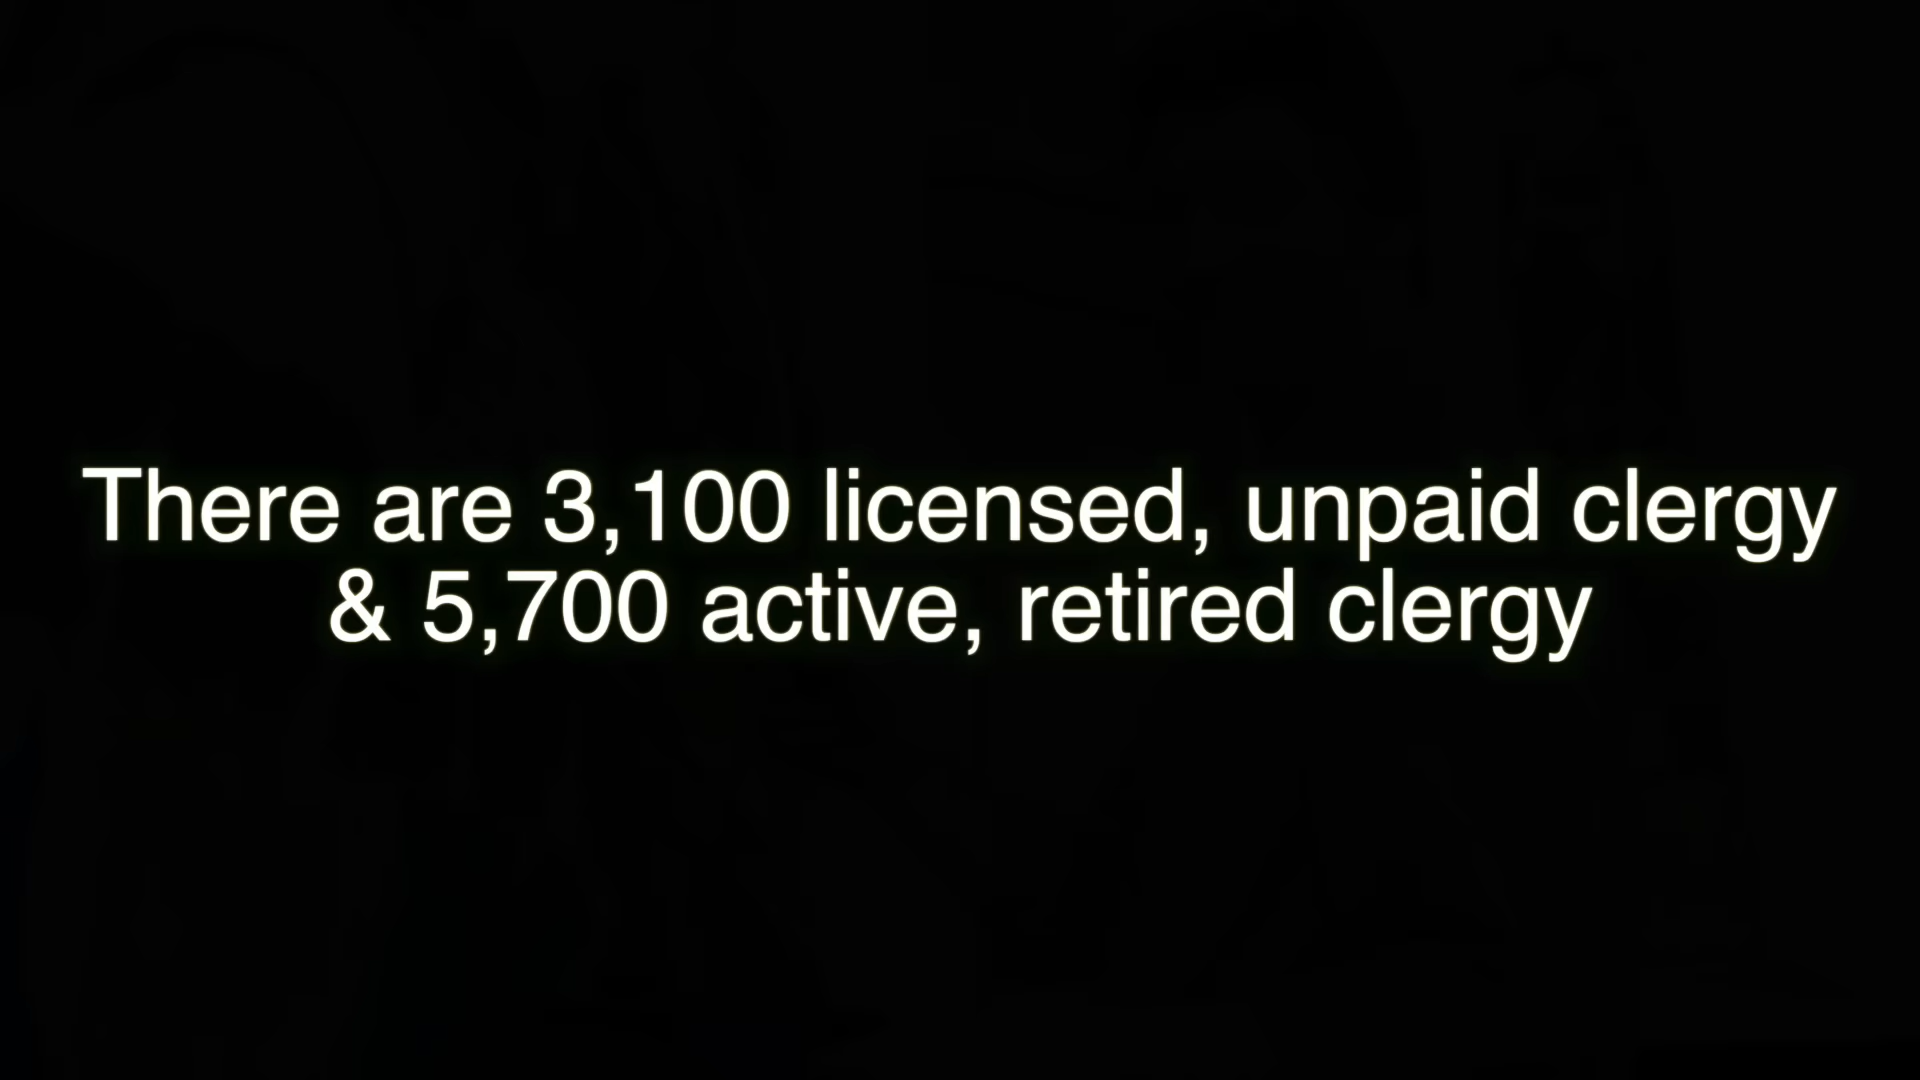 There are 3,100 licensed, unpaid clergy
& 5,700 active, retired clergy